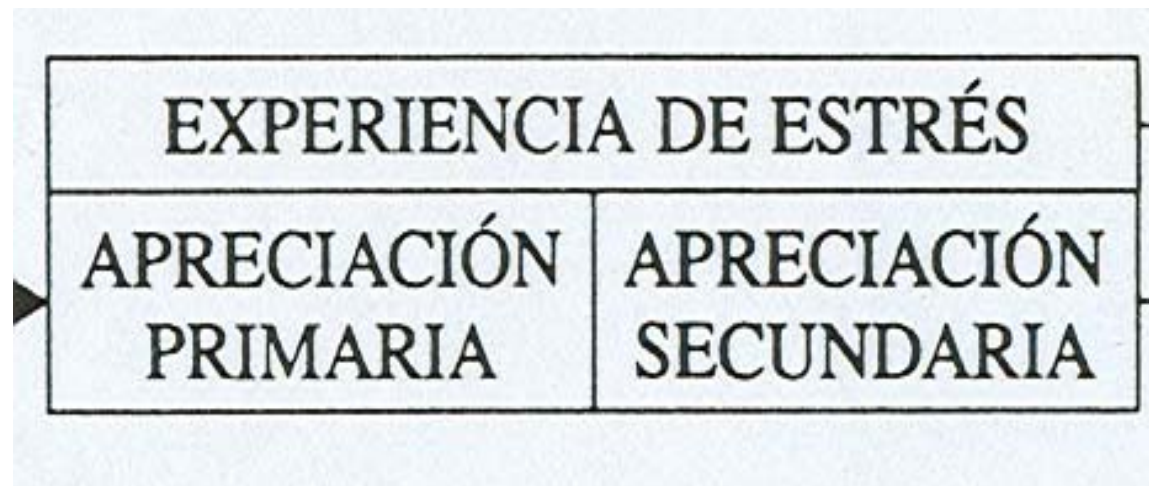 EXPERIENCIA DE ESTRÉS
APRECIACIÓN
PRIMARIA
APRECIACIÓN
SECUNDARIA